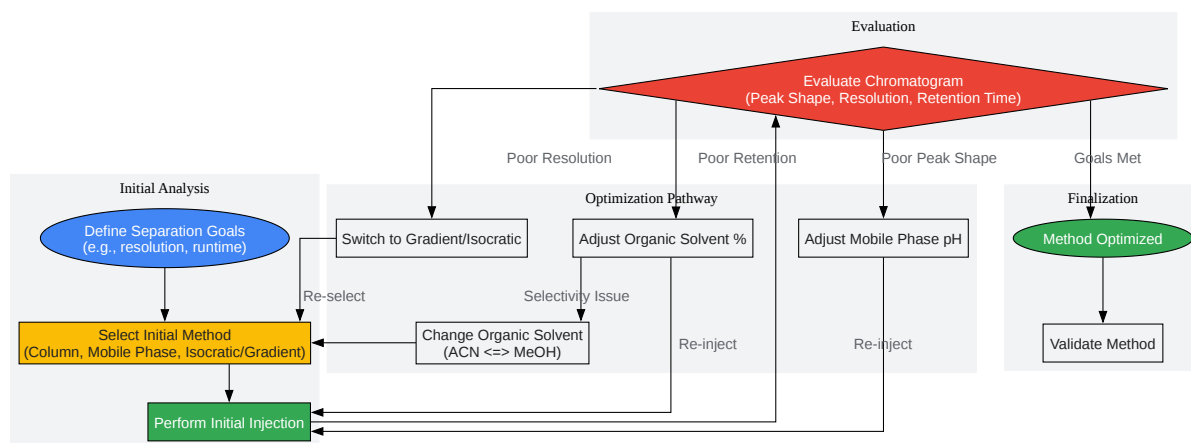 Evaluation
Evaluate Chromatogram
(Peak Shape, Resolution, Retention Time)
Poor Resolution
Poor Retention
Poor Peak Shape
Goals Met
Initial Analysis
Optimization Pathway
Finalization
Define Separation Goals
(e.g., resolution, runtime)
Switch to Gradient/Isocratic
Adjust Organic Solvent %
Adjust Mobile Phase pH
Method Optimized
Re-select
Selectivity Issue
Select Initial Method
(Column, Mobile Phase, Isocratic/Gradient)
Change Organic Solvent
(ACN <=> MeOH)
Re-inject
Re-inject
Validate Method
Perform Initial Injection